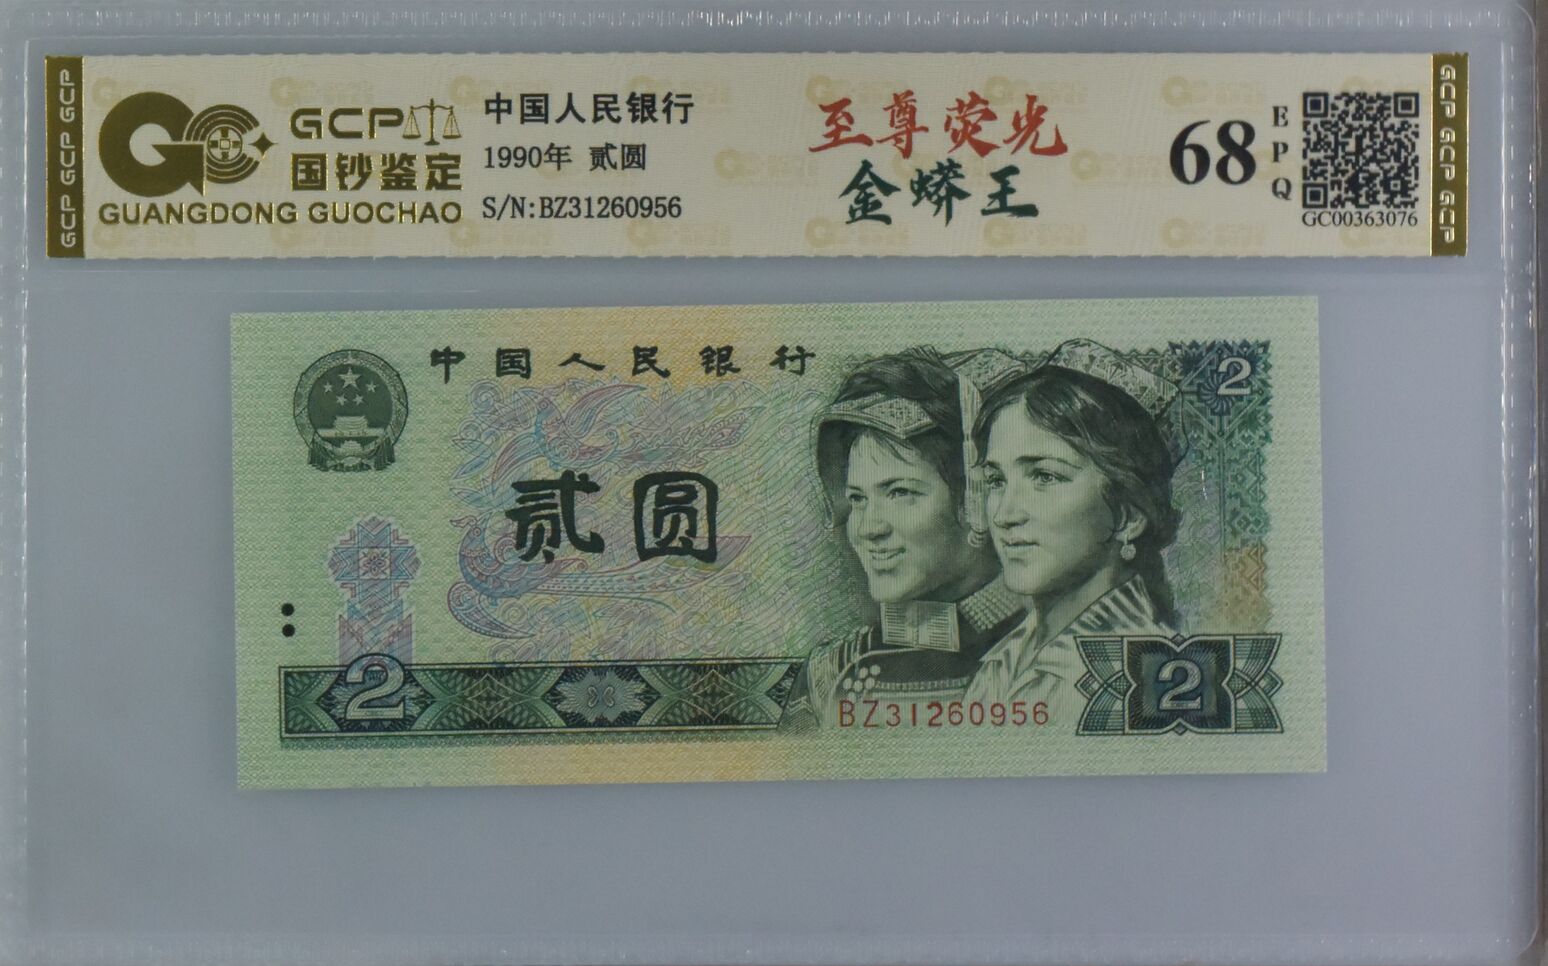 GCP GCP GCP
GCP
国钞鉴定
GUANGDONG GUOCHAO
中国人民银行
1990年 贰圆
S/N:BZ31260956
至尊荧光
金蟒王
68
EPQ
GC00363076
GCP GCP GCP
中国人民银行
2
贰圆
2
BZ31260956
2